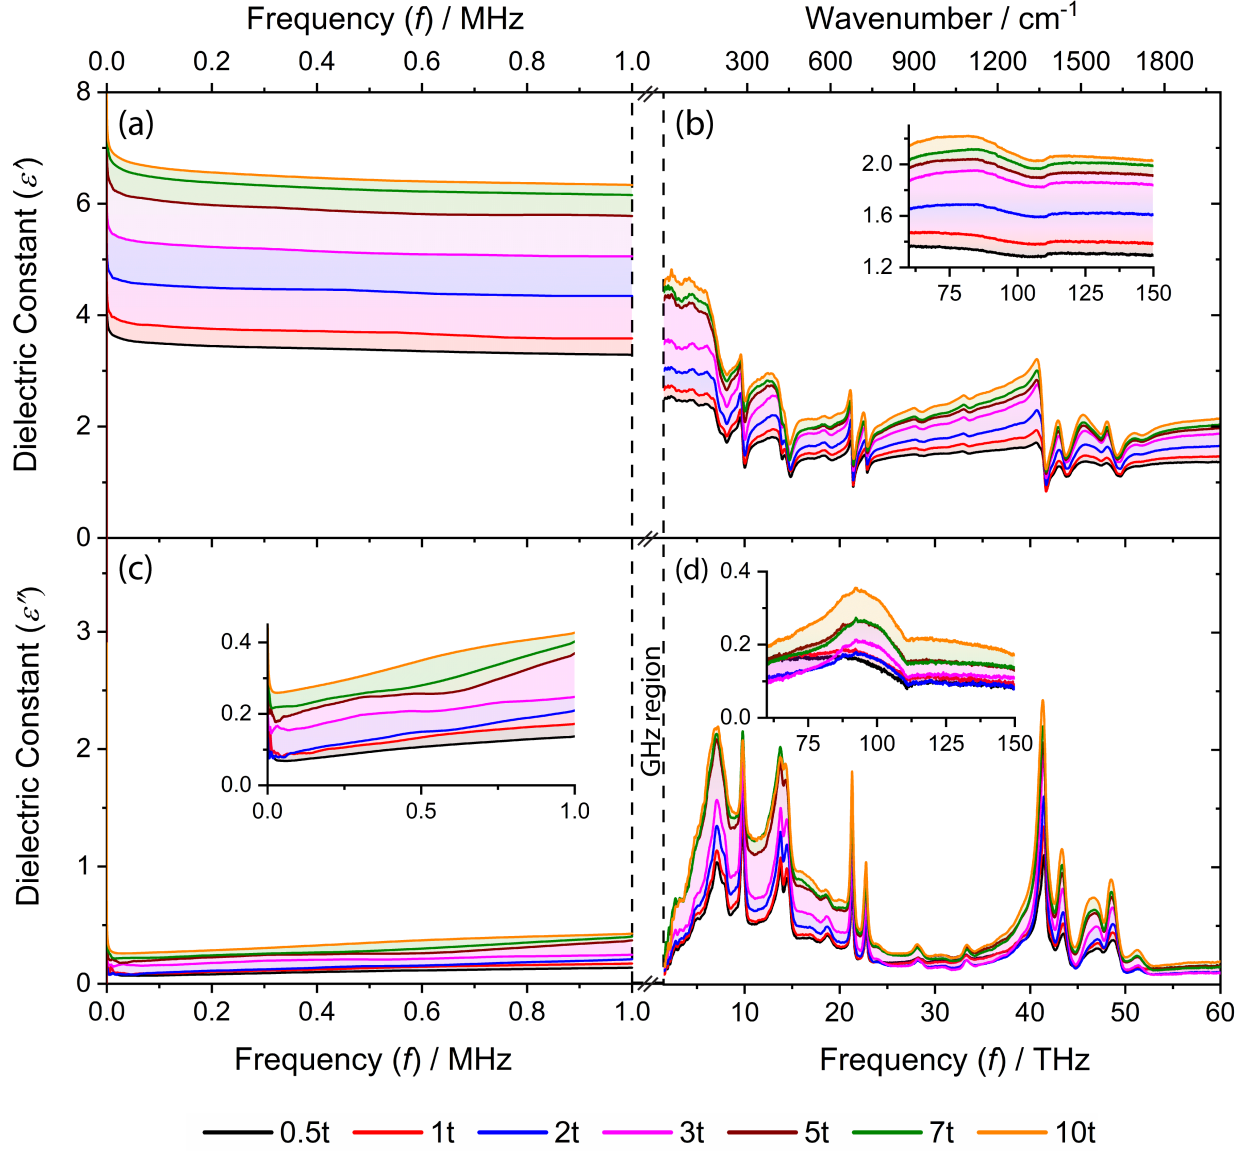 Frequency (f) / MHz
Wavenumber / cm-1
0.0 0.2 0.4 0.6 0.8 1.0
300 600 900 1200 1500 1800
Dielectric Constant (ε′)
8
6
4
2
0
(a)
(b)
2.0
1.6
1.2
75 100 125 150
Dielectric Constant (ε″)
3
2
1
0
(c)
0.4
0.2
0.0
0.0 0.5 1.0
GHz region
(d)
0.4
0.2
0.0
75 100 125 150
0.0 0.2 0.4 0.6 0.8 1.0
10 20 30 40 50 60
Frequency (f) / MHz
Frequency (f) / THz
0.5t 1t 2t 3t 5t 7t 10t